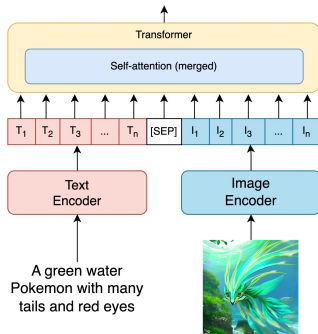 Transformer
Self-attention (merged)
T1 T2 T3 ... Tn [SEP] I1 I2 I3 ... In
Text
Encoder
Image
Encoder
A green water
Pokemon with many
tails and red eyes